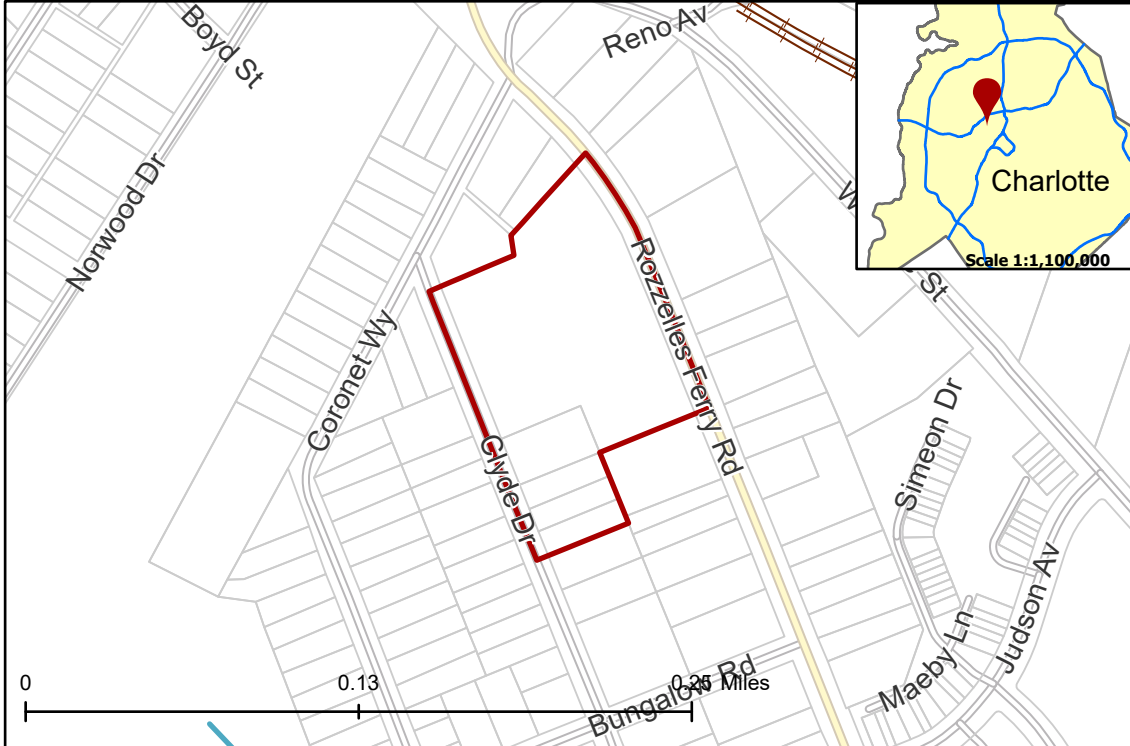 Boyd St
Reno Av
Norwood Dr
W
St
Charlotte
Scale 1:1,100,000
Rozzelles Ferry Rd
Coronet Wy
Clyde Dr
Simeon Dr
Judson Av
Maeby Ln
Bungalow Rd
0
0.13
0.25 Miles